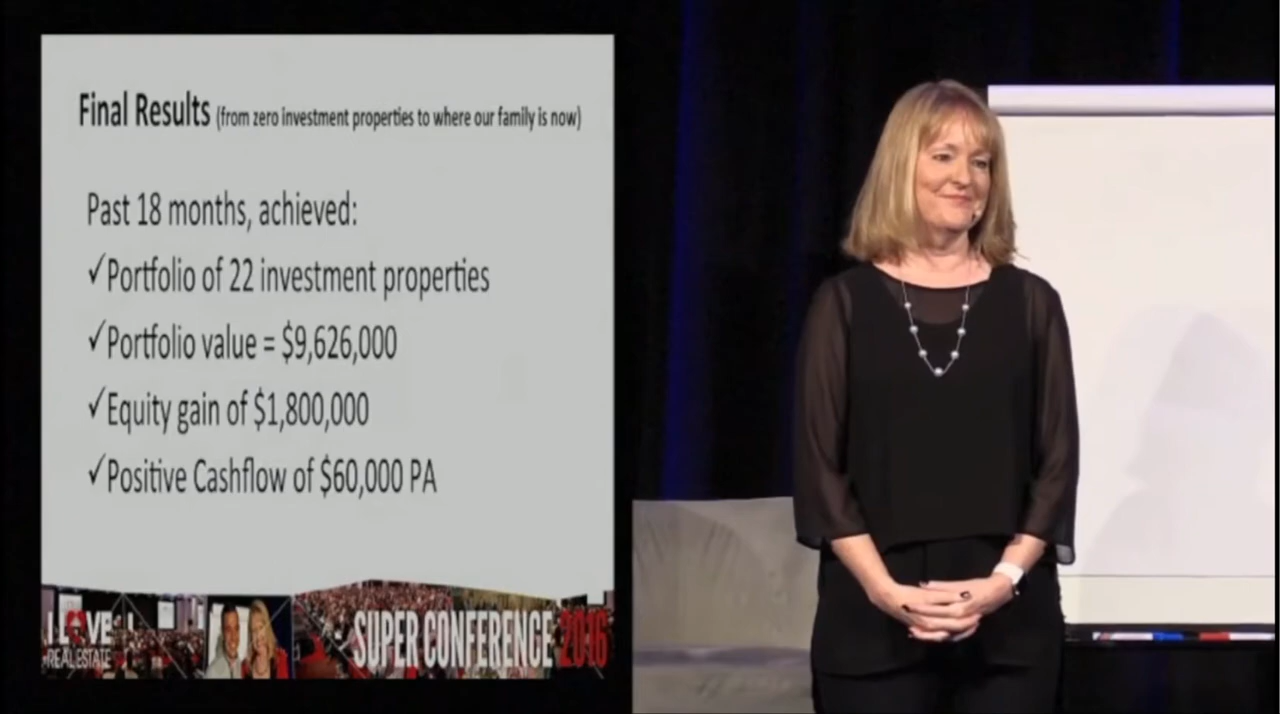 Final Results (from zero investment properties to where our family is now)
Past 18 months, achieved:
✓Portfolio of 22 investment properties
✓Portfolio value = $9,626,000
✓Equity gain of $1,800,000
✓Positive Cashflow of $60,000 PA
I LOVE
REAL ESTATE
SUPER CONFERENCE 2016